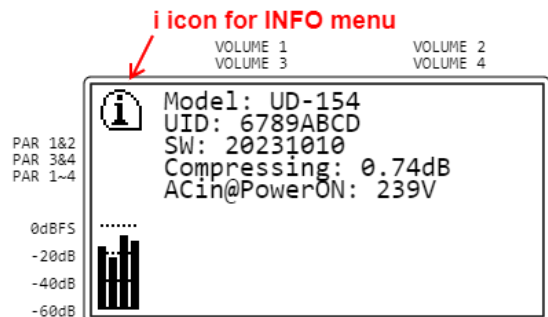 i icon for INFO menu
VOLUME 1 VOLUME 2
VOLUME 3 VOLUME 4
i
Model: UD-154
UID: 6789ABCD
SW: 20231010
Compressing: 0.74dB
ACin@PowerON: 239V
PAR 1&2
PAR 3&4
PAR 1~4
0dBFS
-20dB
-40dB
-60dB